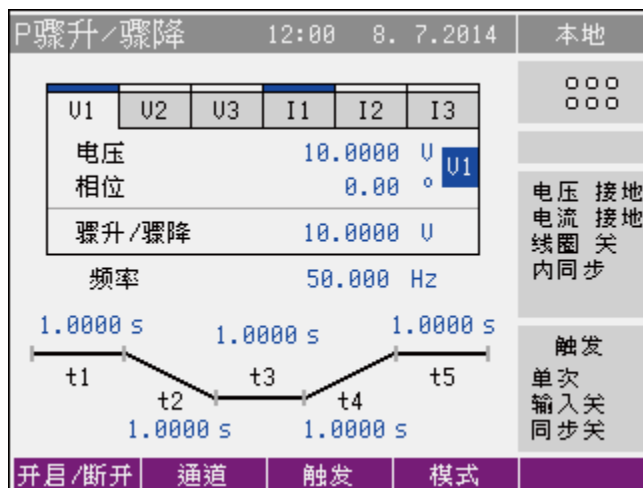 P骤升/骤降 12:00 8. 7.2014 本地
V1 V2 V3 I1 I2 I3
电压 10.0000 V V1
相位 0.00 °
骤升/骤降 10.0000 V
频率 50.000 Hz
1.0000 s 1.0000 s 1.0000 s
t1 t2 t3 t4 t5
1.0000 s 1.0000 s
电压 接地
电流 接地
线圈 关
内同步
触发
单次
输入关
同步关
开启/断开 通道 触发 模式